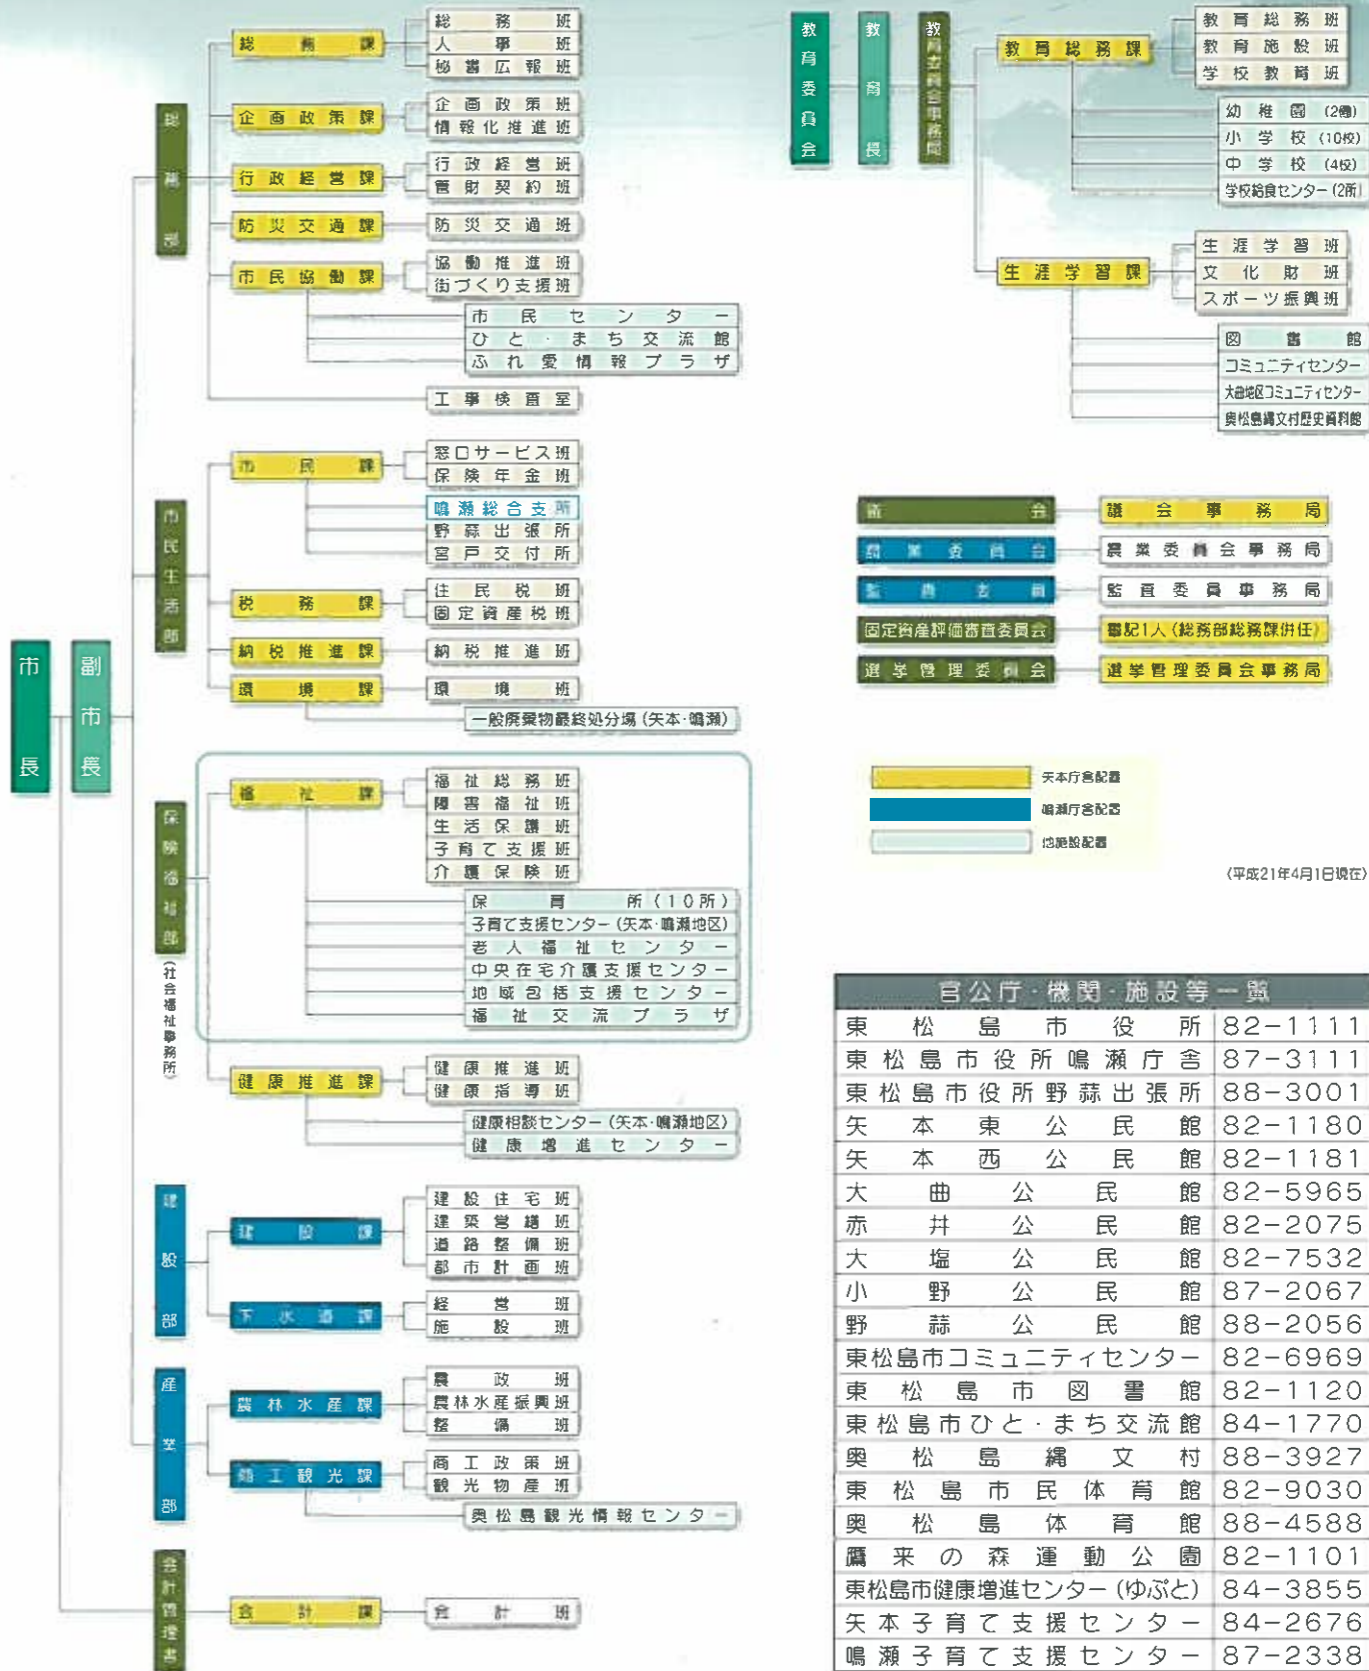 市長
副市長
総務部
総務課
総務班
人事班
秘書広報班
企画政策課
企画政策班
情報化推進班
行政経営課
行政経営班
管財契約班
防災交通課
防災交通班
市民協働課
協働推進班
街づくり支援班
市民センター
ひと・まち交流館
ふれ愛情報プラザ
工事検査室
市民生活部
市民課
窓口サービス班
保険年金班
鳴瀬総合支所
野蒜出張所
宮戸交付所
税務課
住民税班
固定資産税班
納税推進課
納税推進班
環境課
環境班
一般廃棄物最終処分場(矢本・鳴瀬)
保険福祉部
(社会福祉事務所)
福祉課
福祉総務班
障害福祉班
生活保護班
子育て支援班
介護保険班
保育所(10所)
子育て支援センター(矢本・鳴瀬地区)
老人福祉センター
中央在宅介護支援センター
地域包括支援センター
福祉交流プラザ
健康推進課
健康推進班
健康指導班
健康相談センター(矢本・鳴瀬地区)
健康増進センター
建設部
建設課
建設住宅班
建築営繕班
道路整備班
都市計画班
下水道課
経営班
施設班
産業部
農林水産課
農政班
農林水産振興班
整備班
商工観光課
商工政策班
観光物産班
奥松島観光情報センター
会計管理者
会計課
会計班
教育委員会
教育長
教育委員会事務局
教育総務課
教育総務班
教育施設班
学校教育班
幼稚園(2園)
小学校(10校)
中学校(4校)
学校給食センター(2所)
生涯学習課
生涯学習班
文化財班
スポーツ振興班
図書館
コミュニティセンター
大曲地区コミュニティセンター
奥松島縄文村歴史資料館
議会
議会事務局
農業委員会
農業委員会事務局
監査委員
監査委員事務局
固定資産評価審査委員会
書記1人(総務部総務課併任)
選挙管理委員会
選挙管理委員会事務局
矢本庁舎配置
鳴瀬庁舎配置
他施設配置
(平成21年4月1日現在)
官公庁・機関・施設等一覧
東松島市役所 82-1111
東松島市役所鳴瀬庁舎 87-3111
東松島市役所野蒜出張所 88-3001
矢本東公民館 82-1180
矢本西公民館 82-1181
大曲公民館 82-5965
赤井公民館 82-2075
大塩公民館 82-7532
小野公民館 87-2067
野蒜公民館 88-2056
東松島市コミュニティセンター 82-6969
東松島市図書館 82-1120
東松島市ひと・まち交流館 84-1770
奥松島縄文村 88-3927
東松島市民体育館 82-9030
奥松島体育館 88-4588
鷹来の森運動公園 82-1101
東松島市健康増進センター(ゆぷと) 84-3855
矢本子育て支援センター 84-2676
鳴瀬子育て支援センター 87-2338